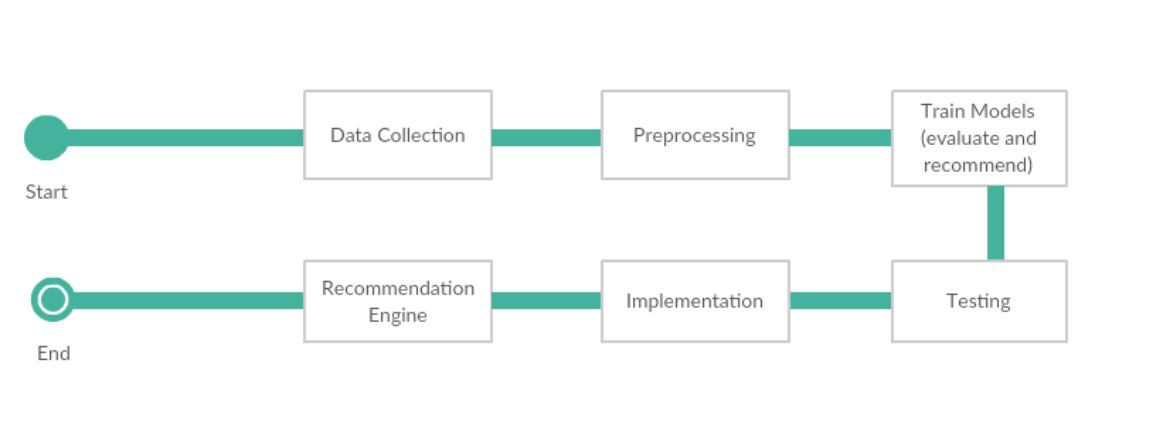 Start
Data Collection
Preprocessing
Train Models
(evaluate and
recommend)
Testing
Implementation
Recommendation
Engine
End